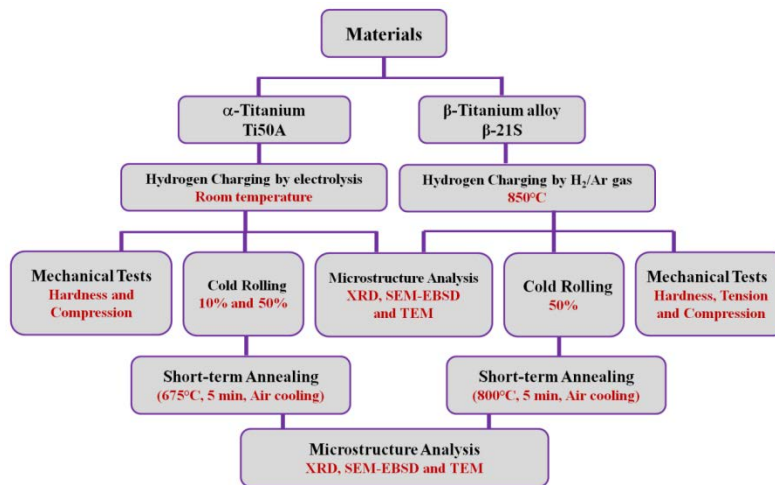 Materials
α-Titanium
Ti50A
β-Titanium alloy
β-21S
Hydrogen Charging by electrolysis
Room temperature
Hydrogen Charging by H₂/Ar gas
850°C
Mechanical Tests
Hardness and
Compression
Cold Rolling
10% and 50%
Microstructure Analysis
XRD, SEM-EBSD
and TEM
Cold Rolling
50%
Mechanical Tests
Hardness, Tension
and Compression
Short-term Annealing
(675°C, 5 min, Air cooling)
Short-term Annealing
(800°C, 5 min, Air cooling)
Microstructure Analysis
XRD, SEM-EBSD and TEM